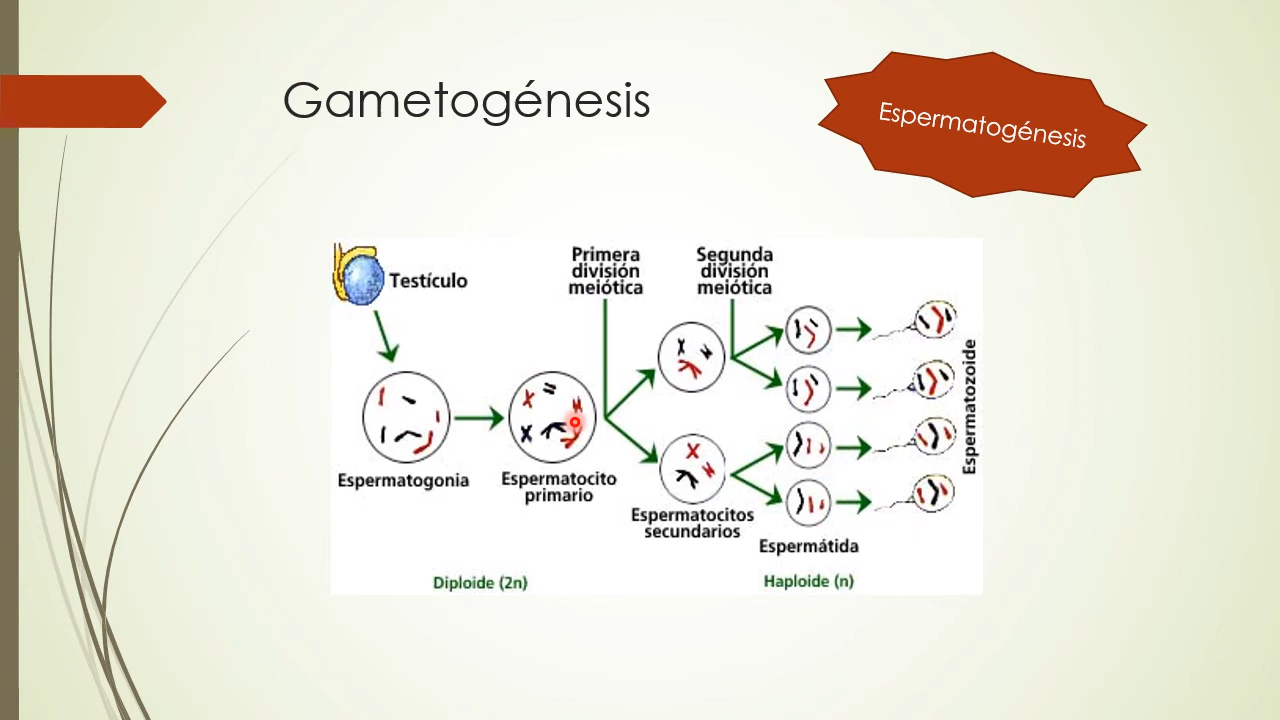 Gametogénesis
Espermatogénesis
Testículo
Primera
división
meiótica
Segunda
división
meiótica
Espermatogonia
Espermatocito
primario
Espermatocitos
secundarios
Espermátida
Espermatozoide
Diploide (2n)
Haploide (n)